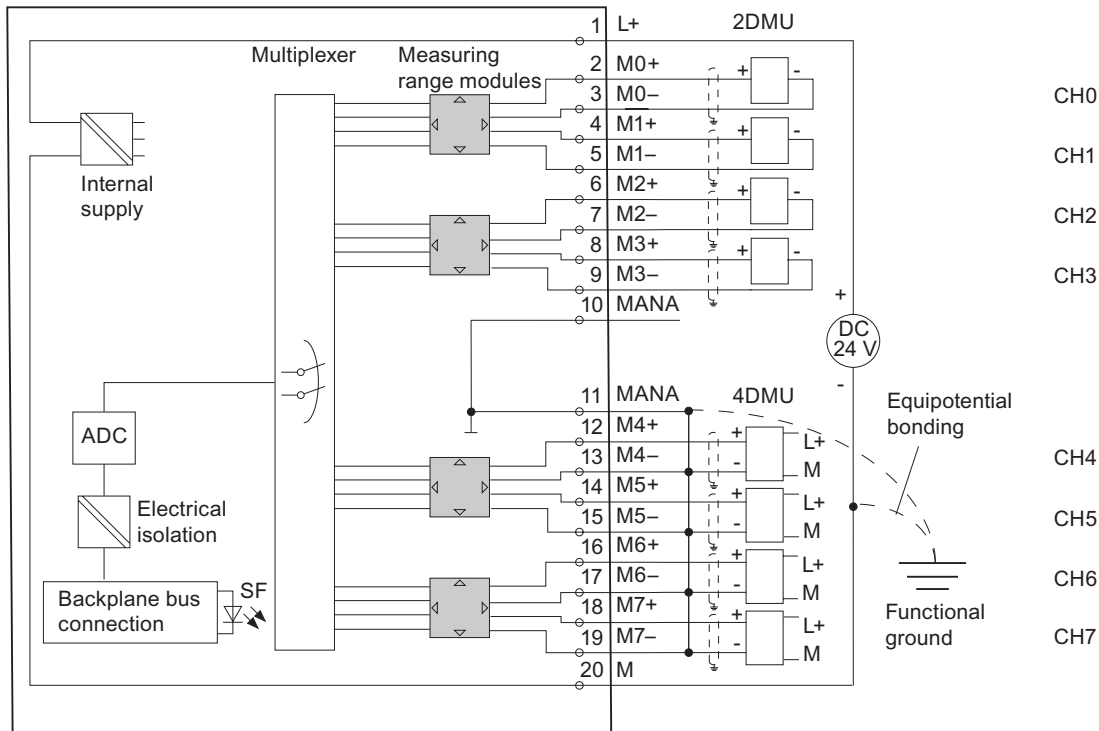 1 L+ 2DMU
Multiplexer
Measuring
range modules
2 M0+ + -
3 M0– CH0
4 M1+ + -
5 M1– CH1
Internal
supply
6 M2+ + -
7 M2– CH2
8 M3+ + -
9 M3– CH3
10 MANA
+
DC
24 V
-
11 MANA 4DMU
Equipotential
bonding
ADC
12 M4+ + L+
13 M4– - M CH4
14 M5+ + L+
15 M5– - M CH5
Electrical
isolation
16 M6+ + L+
17 M6– - M CH6
Backplane bus
connection
SF
18 M7+ + L+
19 M7– - M CH7
Functional
ground
20 M